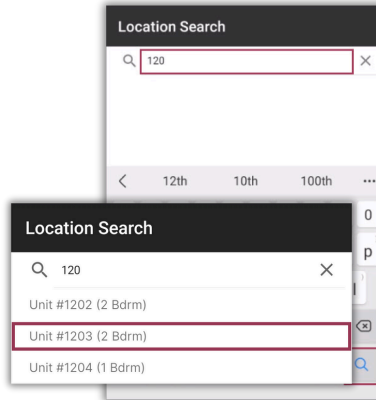 Location Search
120
12th 10th 100th ...
0
p
l
Location Search
120
Unit #1202 (2 Bdrm)
Unit #1203 (2 Bdrm)
Unit #1204 (1 Bdrm)